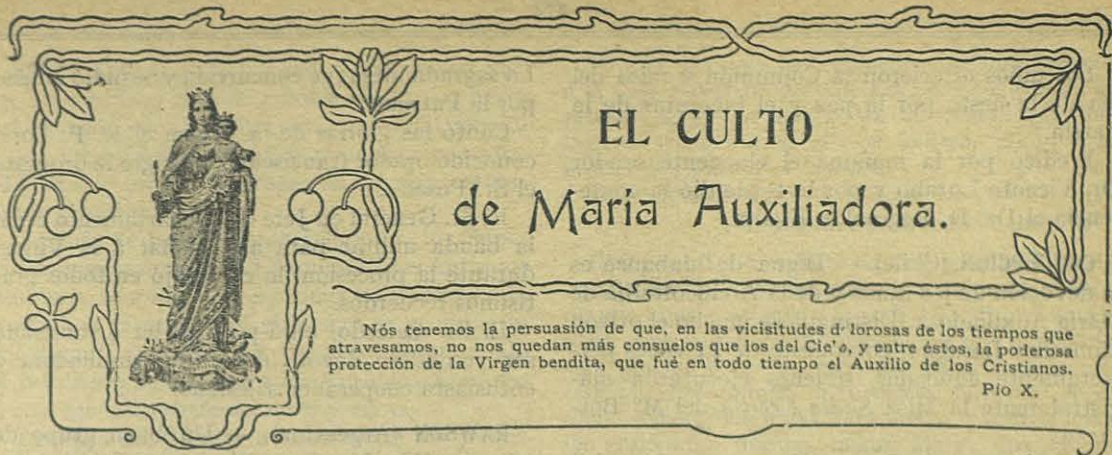 EL CULTO
de María Auxiliadora.
Nós tenemos la persuasión de que, en las vicisitudes d lorosas de los tiempos que
atravesamos, no nos quedan más consuelos que los del Cie'o, y entre éstos, la poderosa
protección de la Virgen bendita, que fué en todo tiempo el Auxilio de los Cristianos.
Pío X.